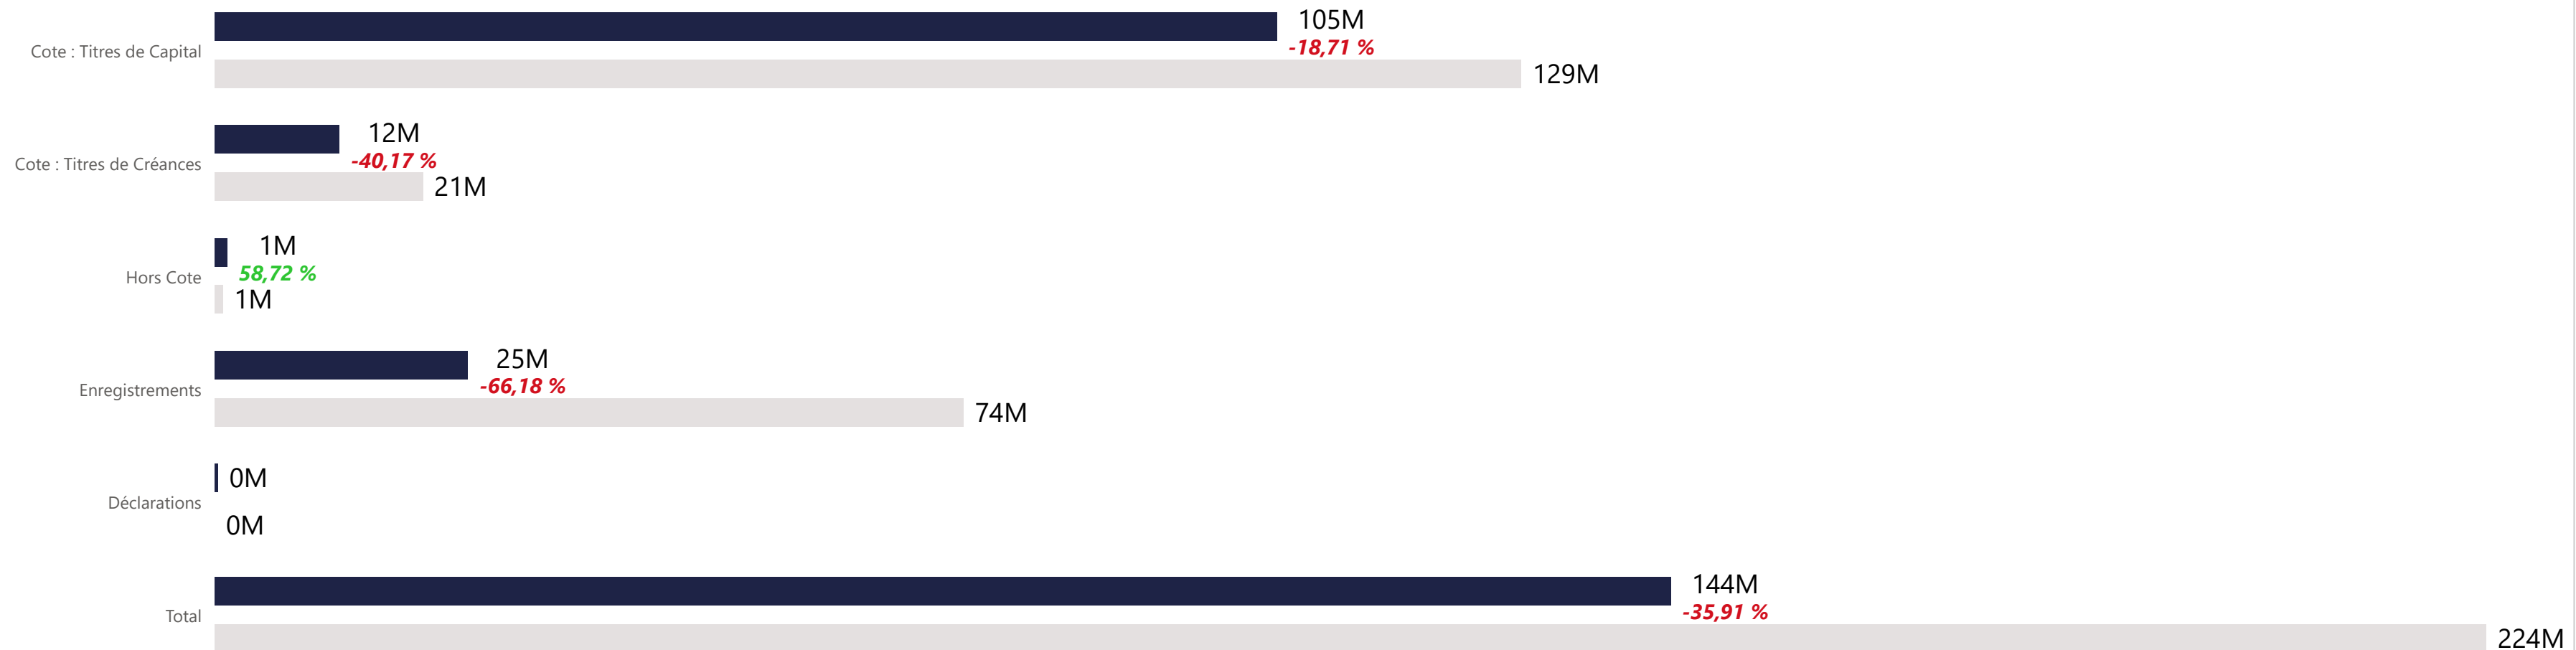 105M
-18,71 %
Cote : Titres de Capital
129M
12M
-40,17 %
Cote : Titres de Créances
21M
1M
58,72 %
Hors Cote
1M
25M
-66,18 %
Enregistrements
74M
0M
Déclarations
0M
144M
-35,91 %
Total
224M